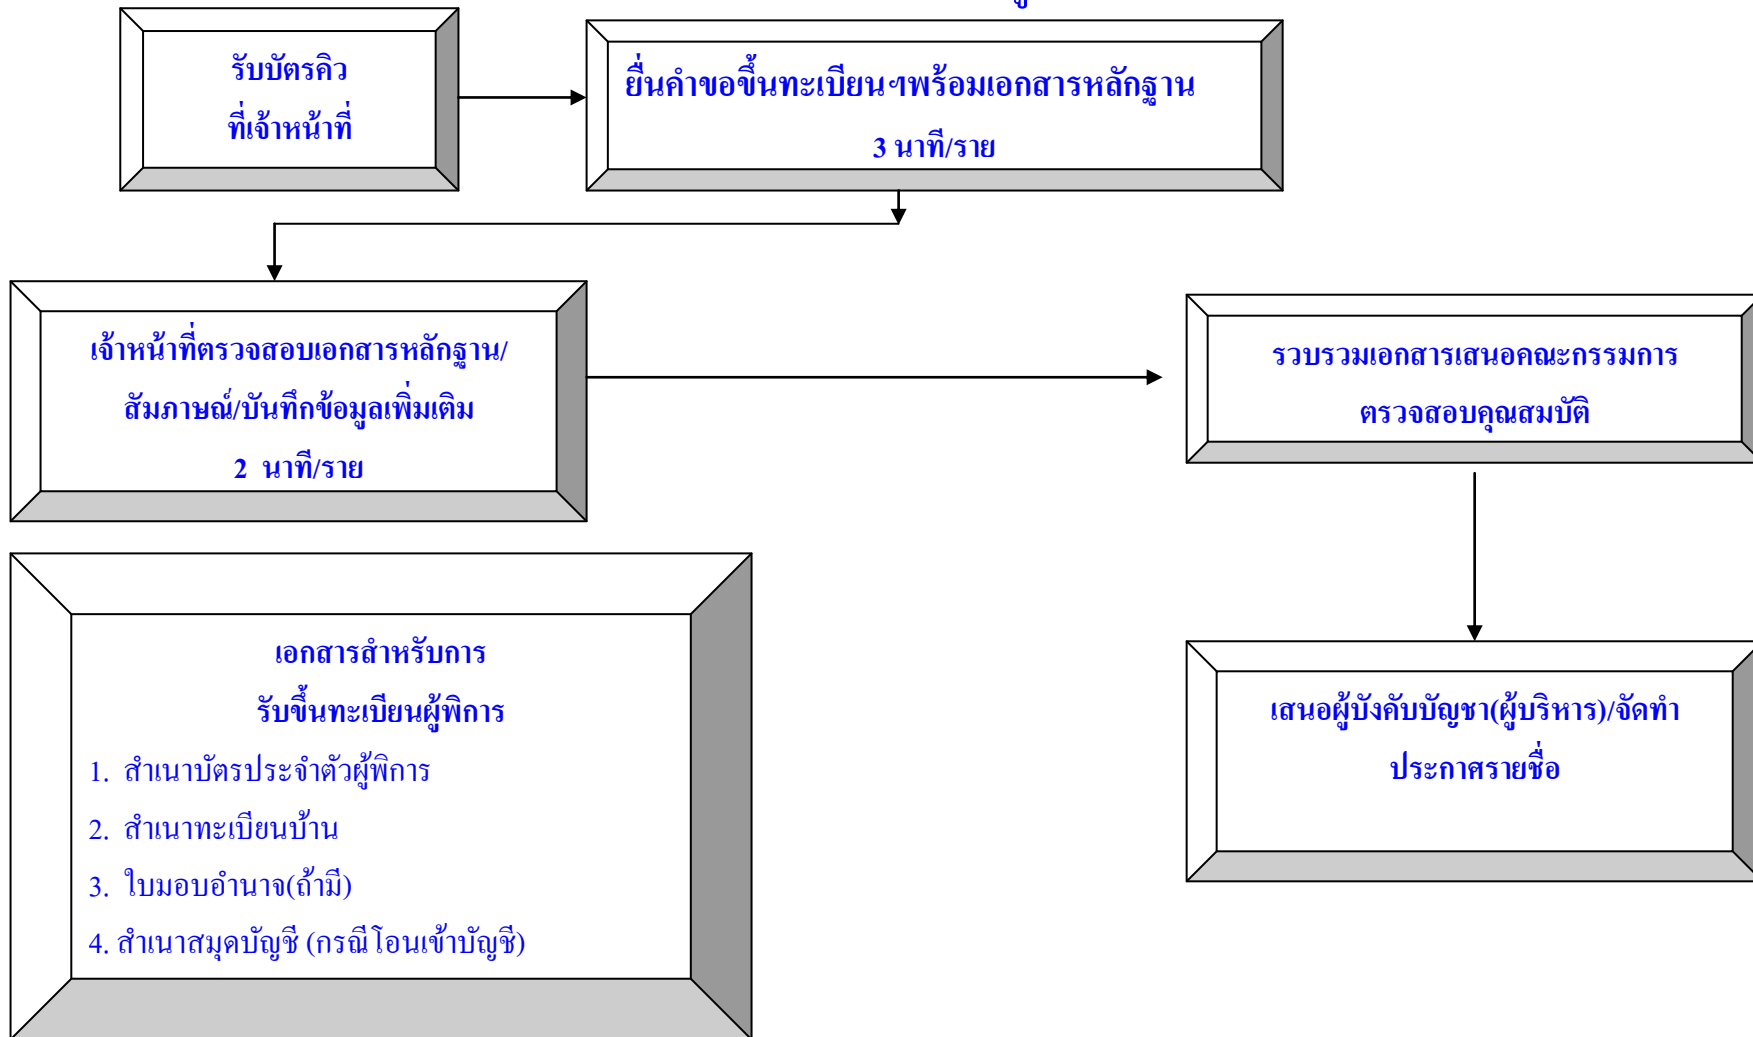 รับบัตรคิว
ที่เจ้าหน้าที่
ยื่นคำขอขึ้นทะเบียนฯพร้อมเอกสารหลักฐาน
3 นาที/ราย
เจ้าหน้าที่ตรวจสอบเอกสารหลักฐาน/
สัมภาษณ์/บันทึกข้อมูลเพิ่มเติม
2 นาที/ราย
รวบรวมเอกสารเสนอคณะกรรมการ
ตรวจสอบคุณสมบัติ
เสนอผู้บังคับบัญชา(ผู้บริหาร)/จัดทำ
ประกาศรายชื่อ
เอกสารสำหรับการ
รับขึ้นทะเบียนผู้พิการ
1. สำเนาบัตรประจำตัวผู้พิการ
2. สำเนาทะเบียนบ้าน
3. ใบมอบอำนาจ(ถ้ามี)
4. สำเนาสมุดบัญชี (กรณีโอนเข้าบัญชี)